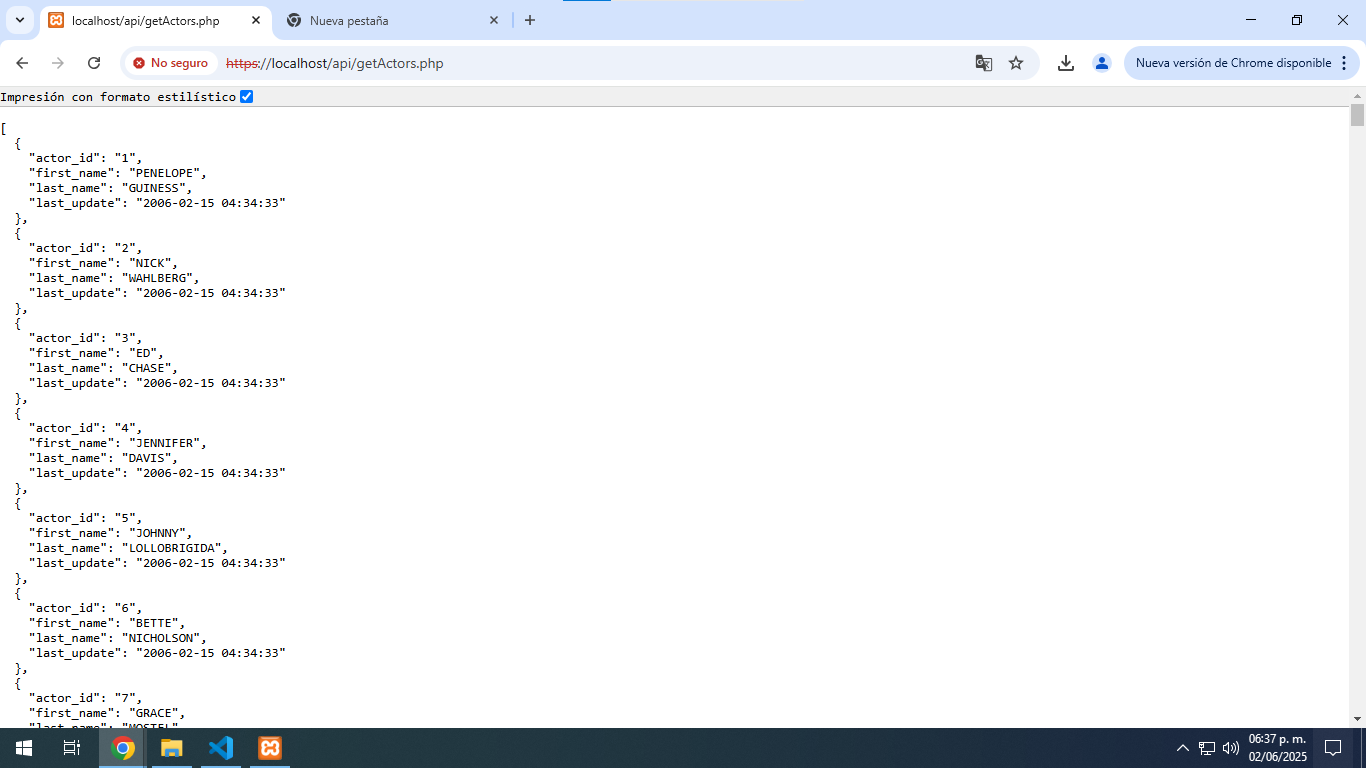 localhost/api/getActors.php
Nueva pestaña
No seguro
https://localhost/api/getActors.php
Nueva versión de Chrome disponible
Impresión con formato estilístico
[
{
"actor_id": "1",
"first_name": "PENELOPE",
"last_name": "GUINESS",
"last_update": "2006-02-15 04:34:33"
},
{
"actor_id": "2",
"first_name": "NICK",
"last_name": "WAHLBERG",
"last_update": "2006-02-15 04:34:33"
},
{
"actor_id": "3",
"first_name": "ED",
"last_name": "CHASE",
"last_update": "2006-02-15 04:34:33"
},
{
"actor_id": "4",
"first_name": "JENNIFER",
"last_name": "DAVIS",
"last_update": "2006-02-15 04:34:33"
},
{
"actor_id": "5",
"first_name": "JOHNNY",
"last_name": "LOLLOBRIGIDA",
"last_update": "2006-02-15 04:34:33"
},
{
"actor_id": "6",
"first_name": "BETTE",
"last_name": "NICHOLSON",
"last_update": "2006-02-15 04:34:33"
},
{
"actor_id": "7",
"first_name": "GRACE",
"last_name": "MOSTEL",
06:37 p. m.
02/06/2025